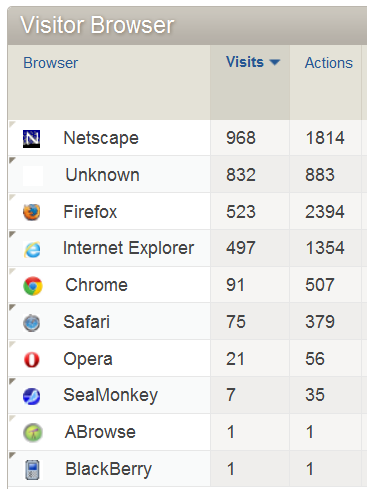 Visitor Browser
Browser Visits Actions
Netscape 968 1814
Unknown 832 883
Firefox 523 2394
Internet Explorer 497 1354
Chrome 91 507
Safari 75 379
Opera 21 56
SeaMonkey 7 35
ABrowse 1 1
BlackBerry 1 1